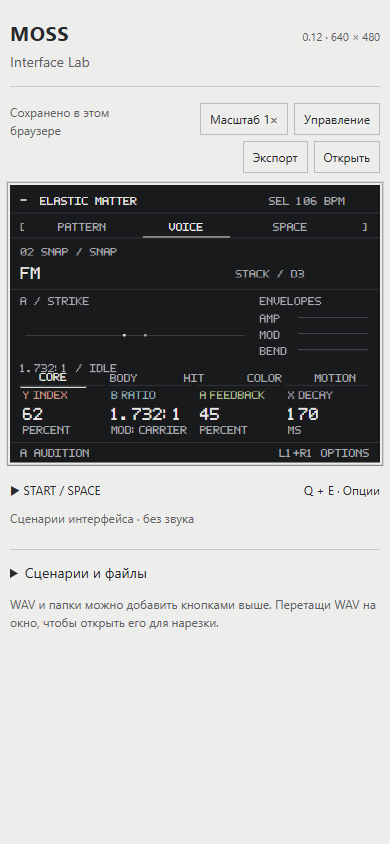 MOSS
0.12 · 640 × 480
Interface Lab
Сохранено в этом
браузере
Масштаб 1×
Управление
Экспорт
Открыть
– ELASTIC MATTER
SEL 106 BPM
[ PATTERN VOICE SPACE ]
02 SNAP / SNAP
FM
STACK / D3
A / STRIKE
ENVELOPES
AMP
MOD
BEND
1.732:1 / IDLE
CORE BODY HIT COLOR MOTION
Y INDEX B RATIO A FEEDBACK X DECAY
62 1.732:1 45 170
PERCENT MOD:CARRIER PERCENT MS
A AUDITION
L1+R1 OPTIONS
▶ START / SPACE
Q + E · Опции
Сценарии интерфейса · без звука
▶ Сценарии и файлы
WAV и папки можно добавить кнопками выше. Перетащи WAV на
окно, чтобы открыть его для нарезки.